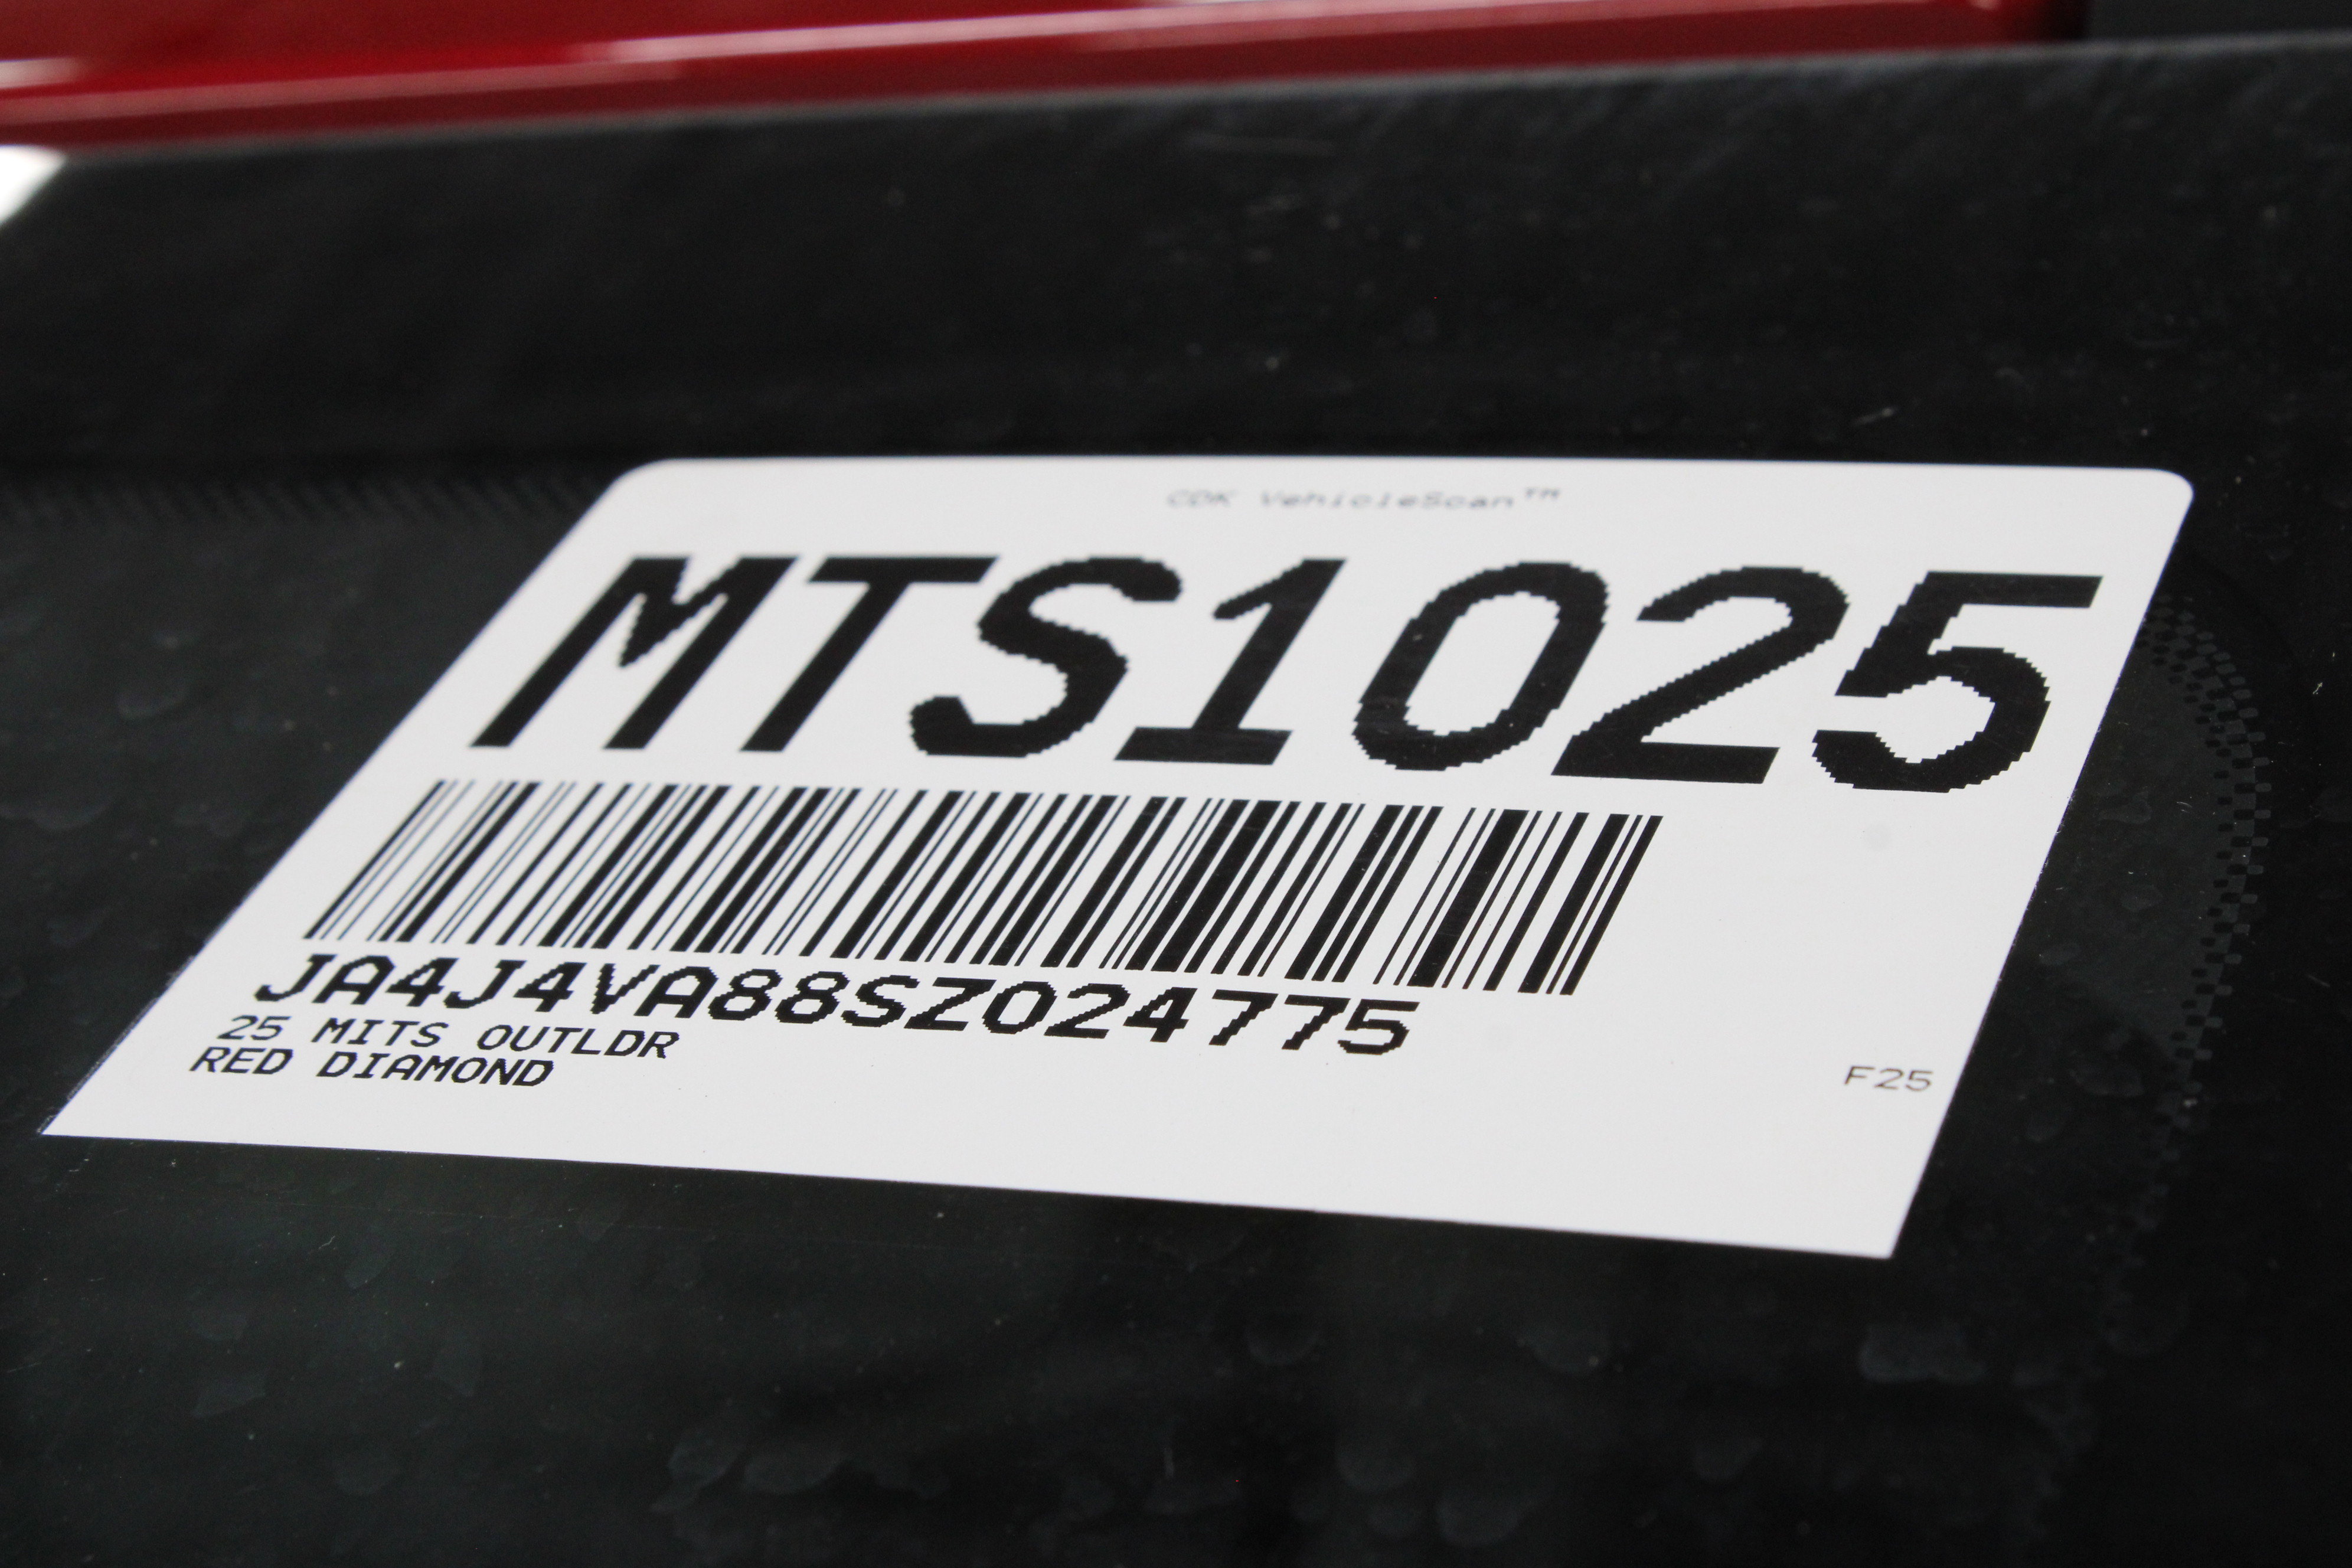 CDK VehicleScan™
MTS1025
JA4J4VA88SZ024775
25 MITS OUTLDR
RED DIAMOND
F25